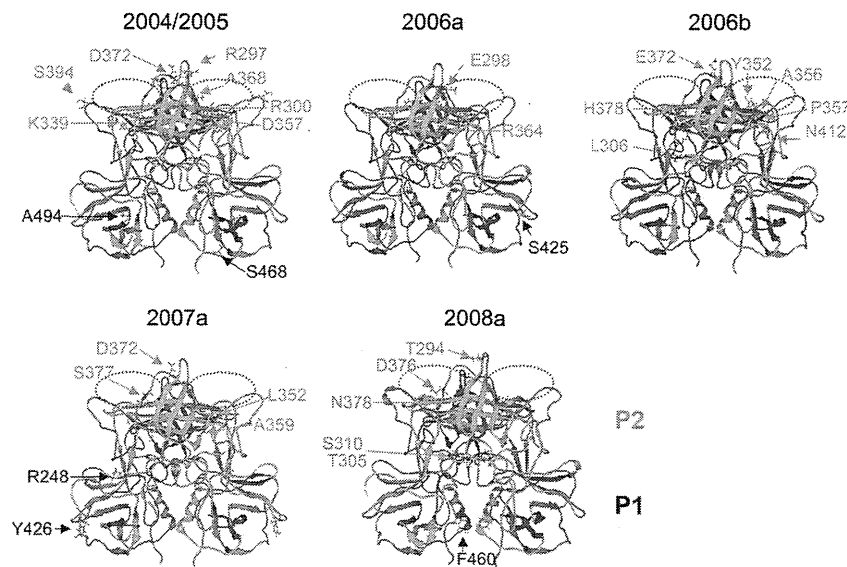 2004/2005
2006a
2006b
D372
R297
S394
A368
R300
K339
D357
A494
S468
E298
R364
S425
E372
Y352
A356
H378
P357
N412
L306
2007a
2008a
D372
S377
L352
A359
R248
Y426
T294
D376
N378
S310
T305
F460
P2
P1